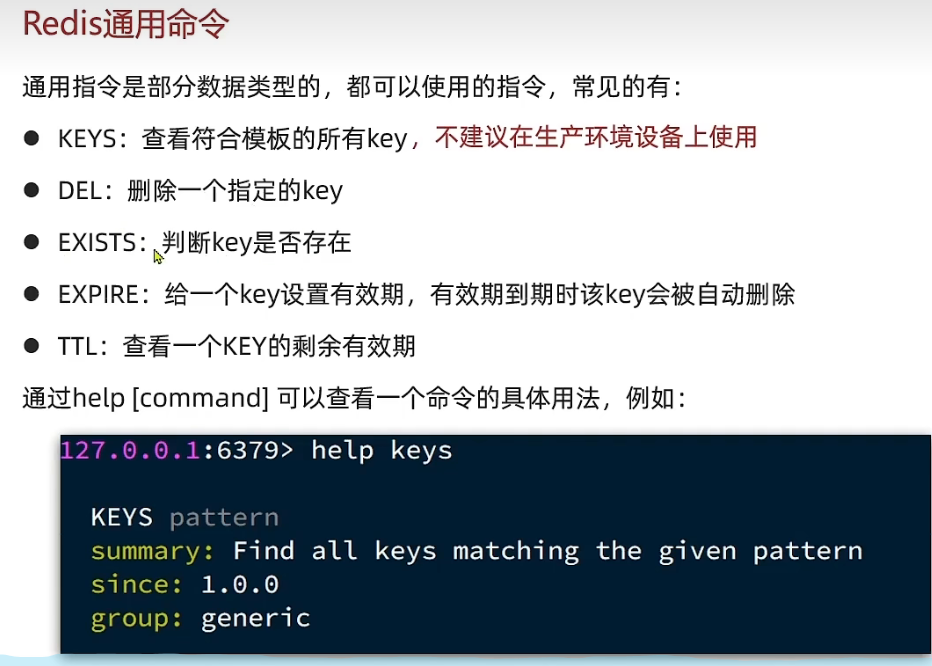 Redis通用命令
通用指令是部分数据类型的，都可以使用的指令，常见的有：
● KEYS：查看符合模板的所有key，不建议在生产环境设备上使用
● DEL：删除一个指定的key
● EXISTS：判断key是否存在
● EXPIRE：给一个key设置有效期，有效期到期时该key会被自动删除
● TTL：查看一个KEY的剩余有效期
通过help [command] 可以查看一个命令的具体用法，例如：
127.0.0.1:6379> help keys
KEYS pattern
summary: Find all keys matching the given pattern
since: 1.0.0
group: generic